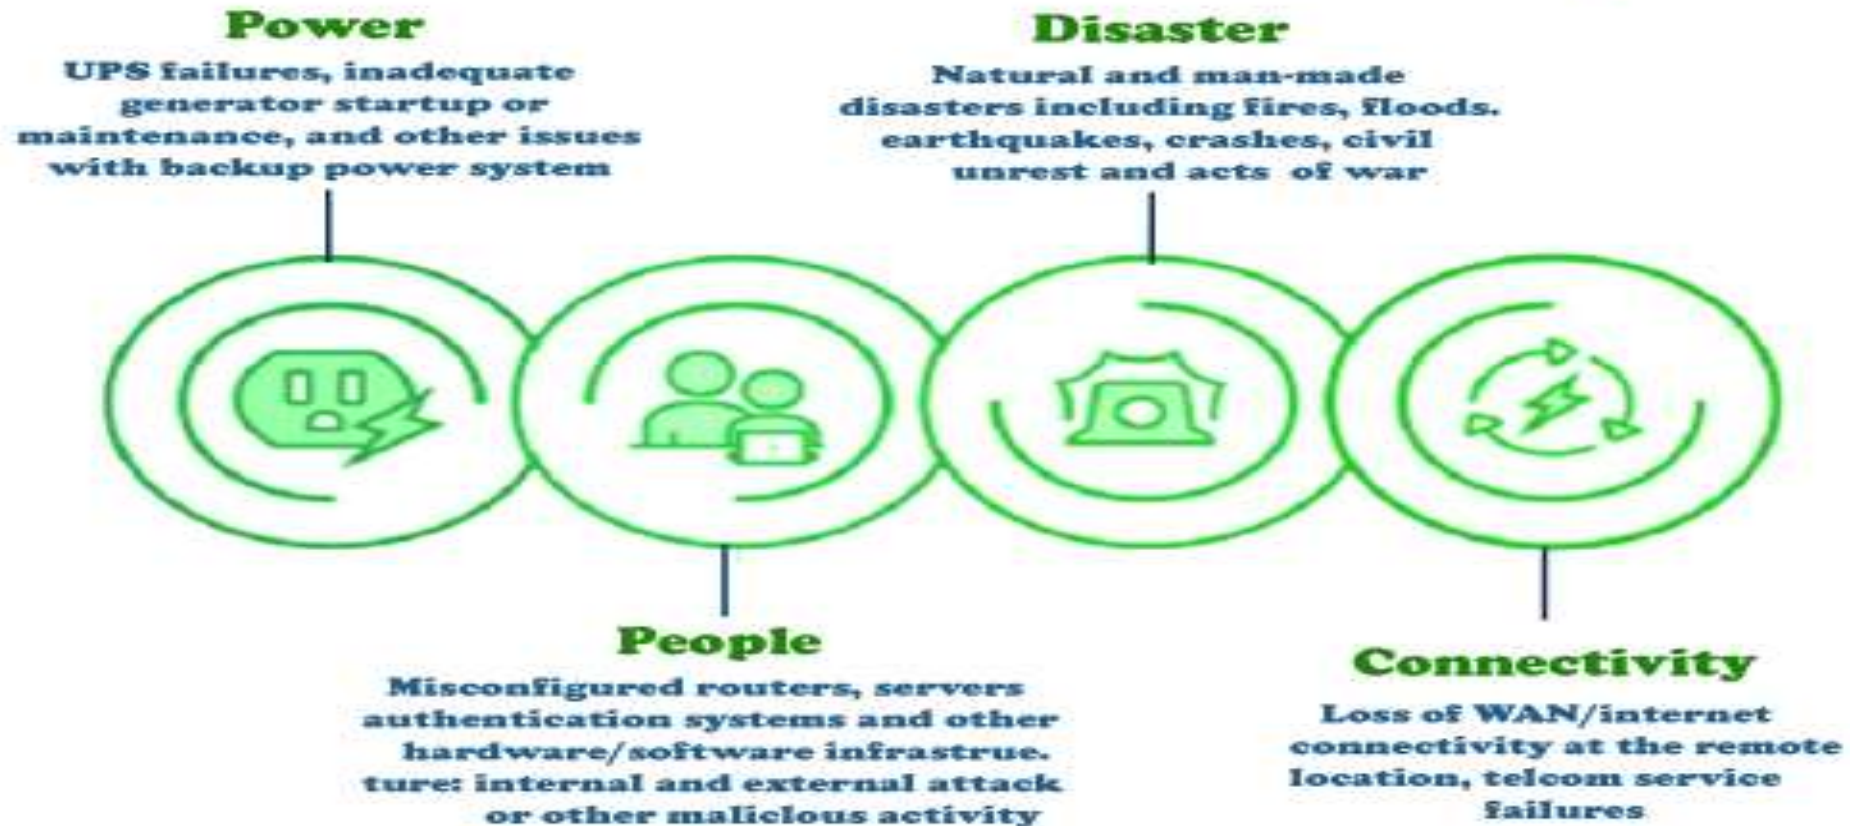 Power
UPS failures, inadequate
generator startup or
maintenance, and other issues
with backup power system
Disaster
Natural and man-made
disasters including fires, floods.
earthquakes, crashes, civil
unrest and acts of war
People
Misconfigured routers, servers
authentication systems and other
hardware/software infrastrue.
ture: internal and external attack
or other maliclous activity
Connectivity
Loss of WAN/internet
connectivity at the remote
location, telcom service
failures